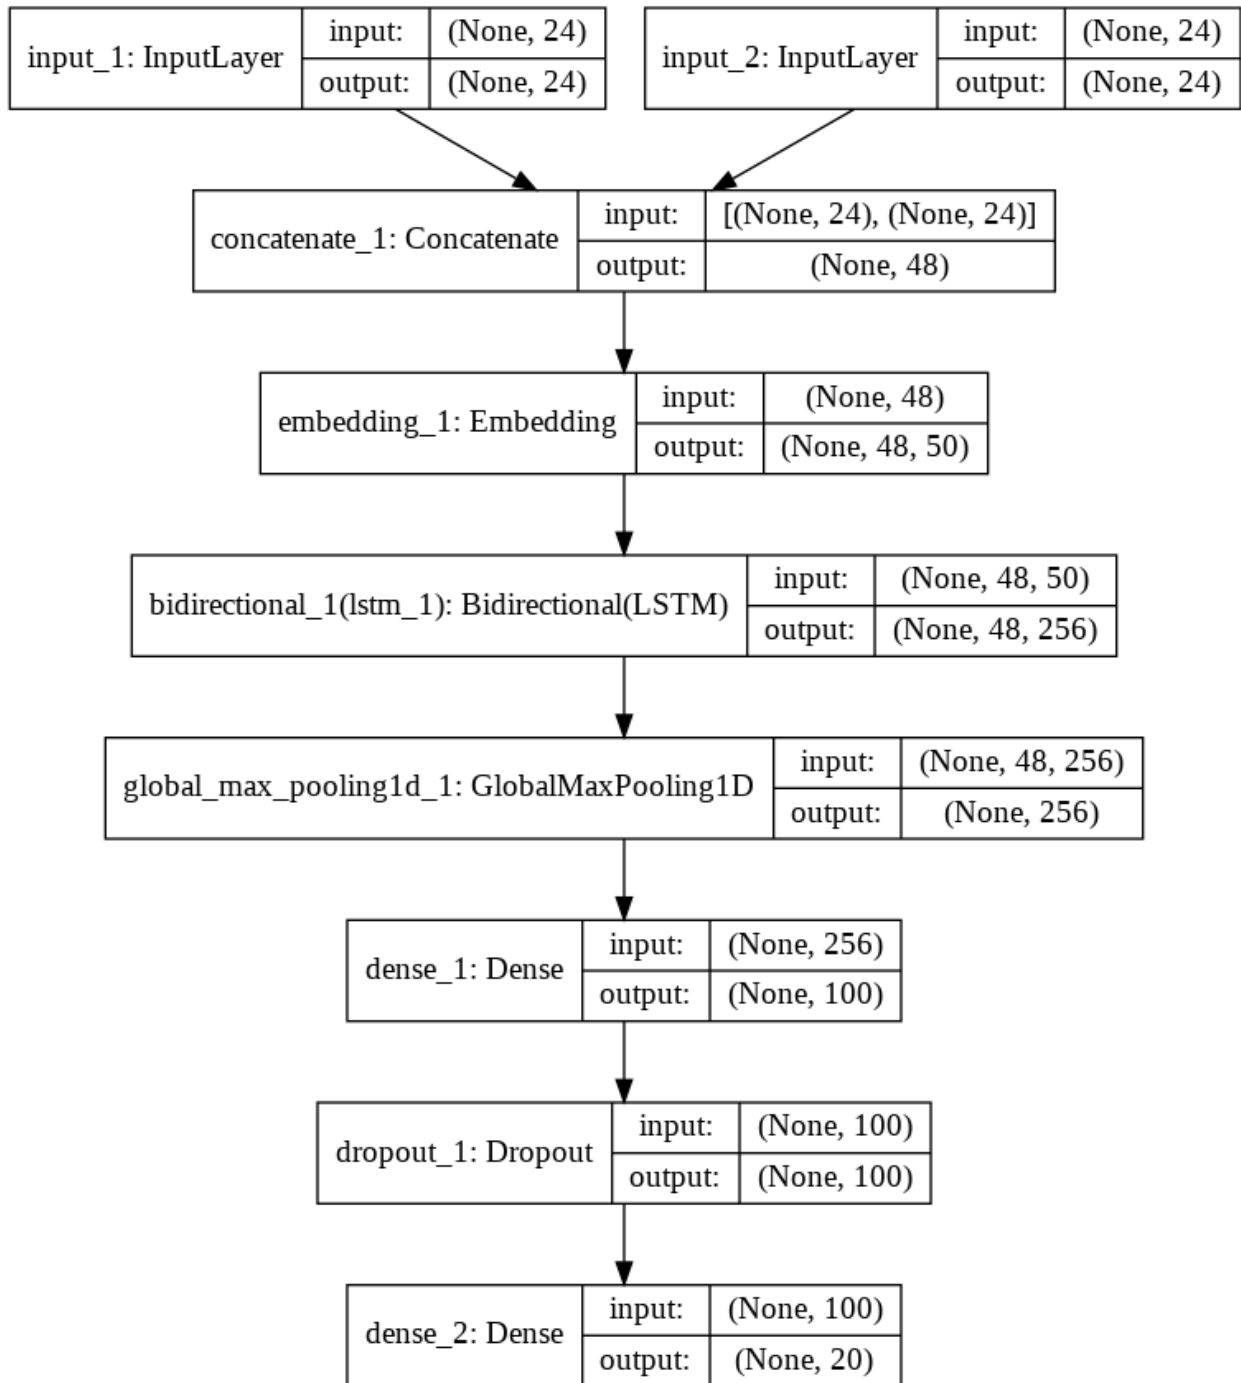 input_1: InputLayer
input: (None, 24)
output: (None, 24)
input_2: InputLayer
input: (None, 24)
output: (None, 24)
concatenate_1: Concatenate
input: [(None, 24), (None, 24)]
output: (None, 48)
embedding_1: Embedding
input: (None, 48)
output: (None, 48, 50)
bidirectional_1(lstm_1): Bidirectional(LSTM)
input: (None, 48, 50)
output: (None, 48, 256)
global_max_pooling1d_1: GlobalMaxPooling1D
input: (None, 48, 256)
output: (None, 256)
dense_1: Dense
input: (None, 256)
output: (None, 100)
dropout_1: Dropout
input: (None, 100)
output: (None, 100)
dense_2: Dense
input: (None, 100)
output: (None, 20)